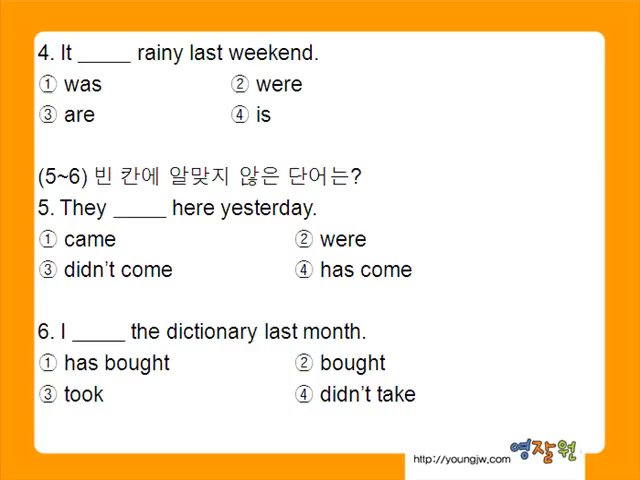 4. It _____ rainy last weekend.
① was ② were
③ are ④ is
(5~6) 빈 칸에 알맞지 않은 단어는?
5. They _____ here yesterday.
① came ② were
③ didn’t come ④ has come
6. I _____ the dictionary last month.
① has bought ② bought
③ took ④ didn’t take
http://youngjw.com 영잘원